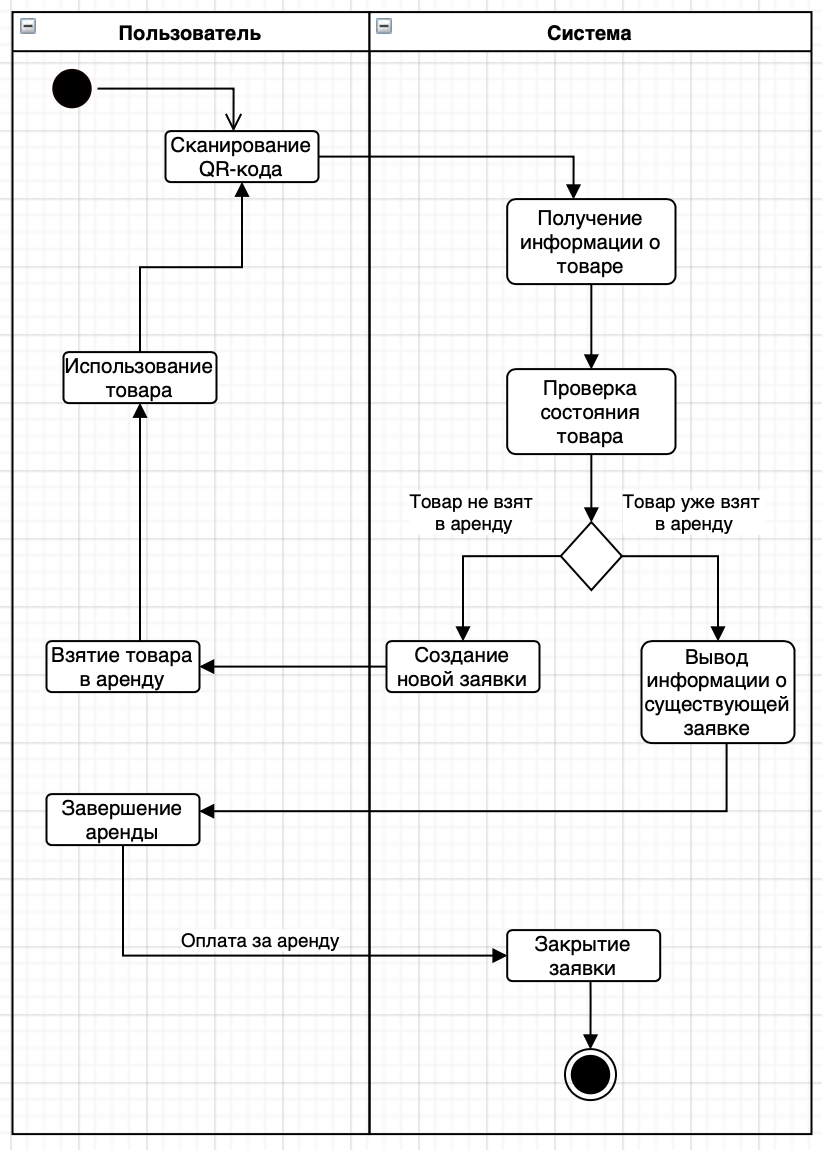 Пользователь
Система
Сканирование
QR-кода
Получение
информации о
товаре
Использование
товара
Проверка
состояния
товара
Товар не взят
в аренду
Товар уже взят
в аренду
Взятие товара
в аренду
Создание
новой заявки
Вывод
информации о
существующей
заявке
Завершение
аренды
Оплата за аренду
Закрытие
заявки